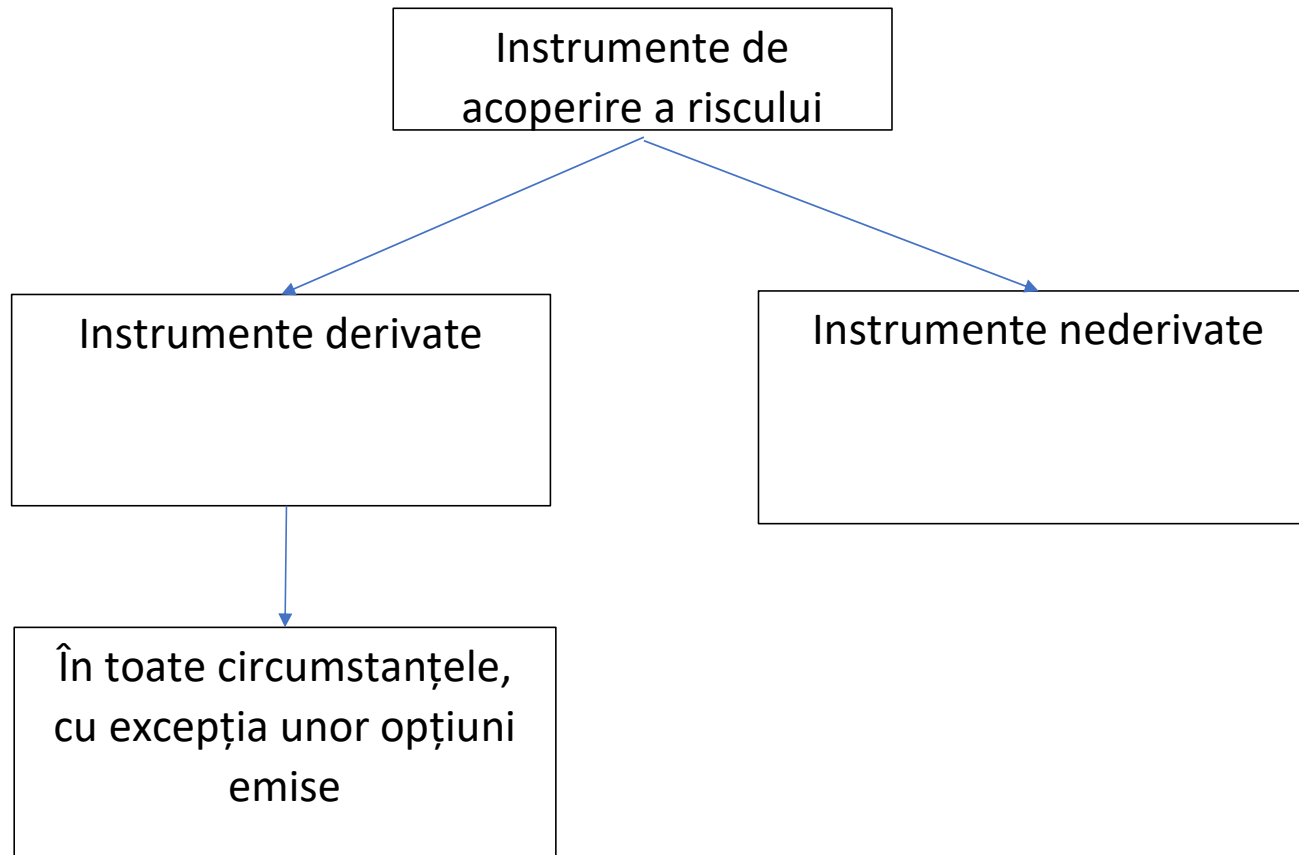 Instrumente de
acoperire a riscului
Instrumente derivate
Instrumente nederivate
În toate circumstanțele,
cu excepția unor opțiuni
emise